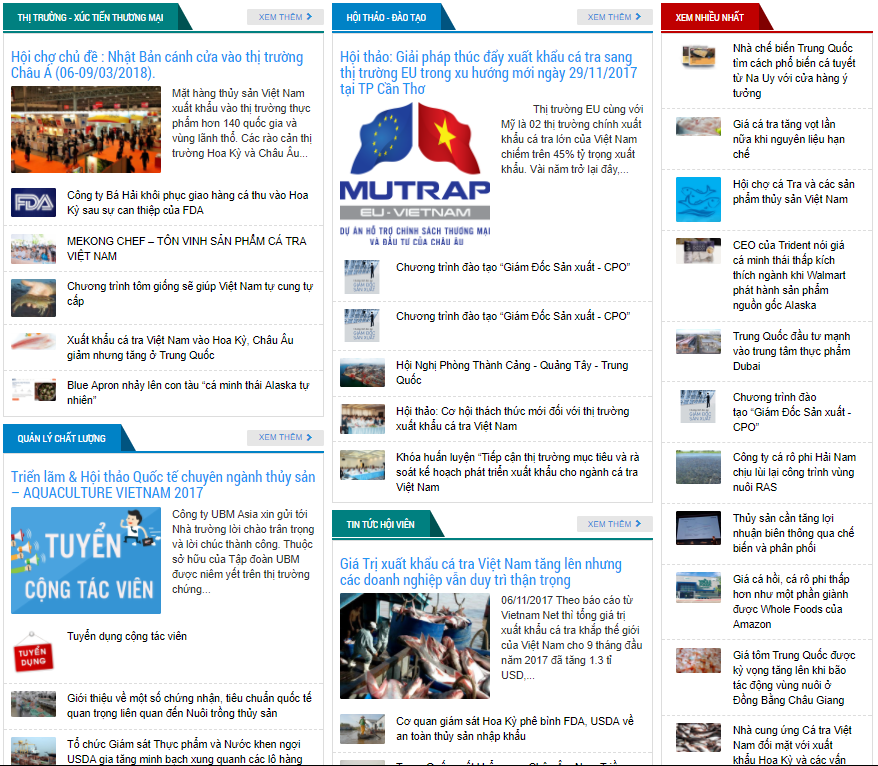 THỊ TRƯỜNG - XÚC TIẾN THƯƠNG MẠI
XEM THÊM
Hội chợ chủ đề : Nhật Bản cánh cửa vào thị trường
Châu Á (06-09/03/2018).
Mặt hàng thủy sản Việt Nam
xuất khẩu vào thị trường thực
phẩm hơn 140 quốc gia và
vùng lãnh thổ. Các rào cản thị
trường Hoa Kỳ và Châu Âu...
FDA
Công ty Bá Hải khôi phục giao hàng cá thu vào Hoa
Kỳ sau sự can thiệp của FDA
MEKONG CHEF – TÔN VINH SẢN PHẨM CÁ TRA
VIỆT NAM
Chương trình tôm giống sẽ giúp Việt Nam tự cung tự
cấp
Xuất khẩu cá tra Việt Nam vào Hoa Kỳ, Châu Âu
giảm nhưng tăng ở Trung Quốc
Blue Apron nhảy lên con tàu “cá minh thái Alaska tự
nhiên”
QUẢN LÝ CHẤT LƯỢNG
XEM THÊM
Triển lãm & Hội thảo Quốc tế chuyên ngành thủy sản
– AQUACULTURE VIETNAM 2017
TUYỂN
CỘNG TÁC VIÊN
Công ty UBM Asia xin gửi tới
Nhà trường lời chào trân trọng
và lời chúc thành công. Thuộc
sở hữu của Tập đoàn UBM
được niêm yết trên thị trường
chứng...
TUYỂN
DỤNG
Tuyển dụng cộng tác viên
Giới thiệu về một số chứng nhận, tiêu chuẩn quốc tế
quan trọng liên quan đến Nuôi trồng thủy sản
Tổ chức Giám sát Thực phẩm và Nước khen ngợi
USDA gia tăng minh bạch xung quanh các lô hàng
HỘI THẢO - ĐÀO TẠO
XEM THÊM
Hội thảo: Giải pháp thúc đẩy xuất khẩu cá tra sang
thị trường EU trong xu hướng mới ngày 29/11/2017
tại TP Cần Thơ
MUTRAP
EU - VIETNAM
DỰ ÁN HỖ TRỢ CHÍNH SÁCH THƯƠNG MẠI
VÀ ĐẦU TƯ CỦA CHÂU ÂU
Thị trường EU cùng với
Mỹ là 02 thị trường chính xuất
khẩu cá tra lớn của Việt Nam
chiếm trên 45% tỷ trọng xuất
khẩu. Vài năm trở lại đây,...
Chương trình đào tạo “Giám Đốc Sản xuất - CPO”
Chương trình đào tạo “Giám Đốc Sản xuất - CPO”
Hội Nghị Phòng Thành Cảng - Quảng Tây - Trung
Quốc
Hội thảo: Cơ hội thách thức mới đối với thị trường
xuất khẩu cá tra Việt Nam
Khóa huấn luyện “Tiếp cận thị trường mục tiêu và rà
soát kế hoạch phát triển xuất khẩu cho ngành cá tra
Việt Nam
TIN TỨC HỘI VIÊN
XEM THÊM
Giá Trị xuất khẩu cá tra Việt Nam tăng lên nhưng
các doanh nghiệp vẫn duy trì thận trọng
06/11/2017 Theo báo cáo từ
Vietnam Net thì tổng giá trị
xuất khẩu cá tra khắp thế giới
của Việt Nam cho 9 tháng đầu
năm 2017 đã tăng 1.3 tỉ
USD,...
Cơ quan giám sát Hoa Kỳ phê bình FDA, USDA về
an toàn thủy sản nhập khẩu
XEM NHIỀU NHẤT
Nhà chế biến Trung Quốc
tìm cách phổ biến cá tuyết
từ Na Uy với cửa hàng ý
tưởng
Giá cá tra tăng vọt lần
nữa khi nguyên liệu hạn
chế
Hội chợ cá Tra và các sản
phẩm thủy sản Việt Nam
CEO của Trident nói giá
cá minh thái thấp kích
thích ngành khi Walmart
phát hành sản phẩm
nguồn gốc Alaska
Trung Quốc đầu tư mạnh
vào trung tâm thực phẩm
Dubai
Chương trình đào
tạo “Giám Đốc Sản xuất -
CPO”
Công ty cá rô phi Hải Nam
chịu lùi lại công trình vùng
nuôi RAS
Thủy sản cần tăng lợi
nhuận biên thông qua chế
biến và phân phối
Giá cá hồi, cá rô phi thấp
hơn như một phần giành
được Whole Foods của
Amazon
Giá tôm Trung Quốc được
kỳ vọng tăng lên khi bão
tác động vùng nuôi ở
Đồng Bằng Châu Giang
Nhà cung ứng Cá tra Việt
Nam đối mặt với xuất
khẩu Hoa Kỳ và các vấn